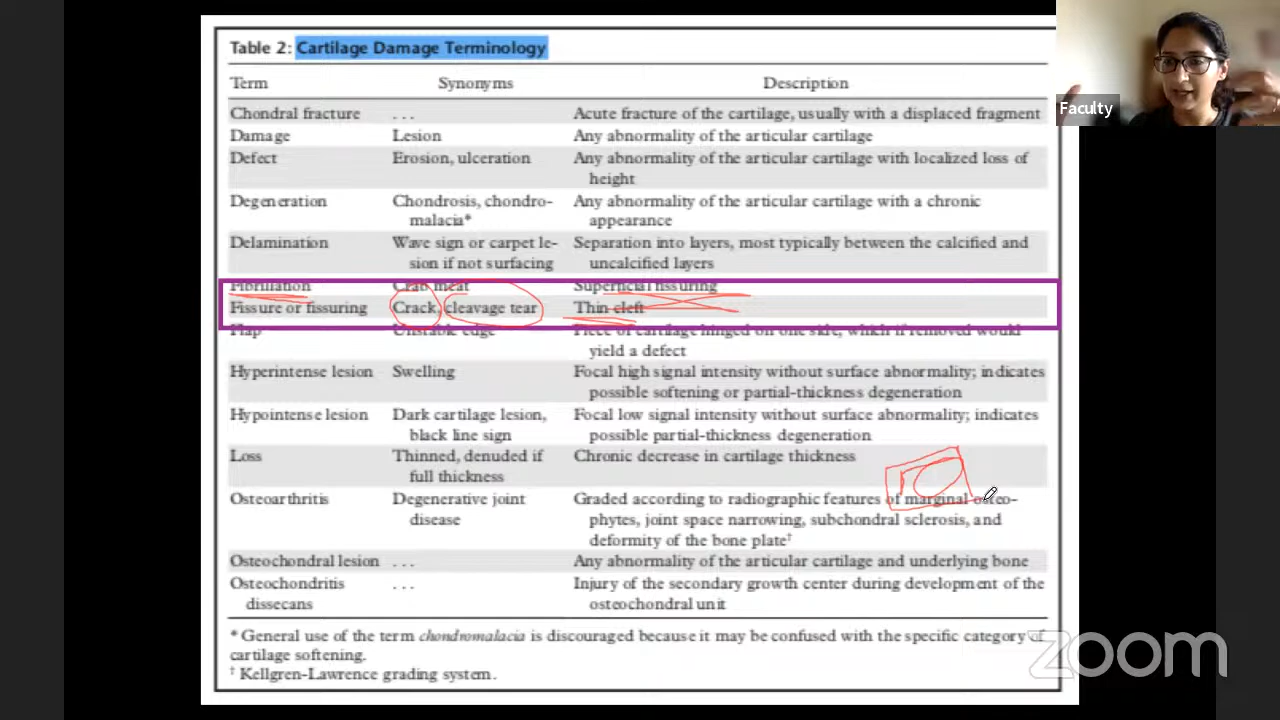 Table 2: Cartilage Damage Terminology
Term Synonyms Description
Chondral fracture . . . Acute fracture of the cartilage, usually with a displaced fragment
Damage Lesion Any abnormality of the articular cartilage
Defect Erosion, ulceration Any abnormality of the articular cartilage with localized loss of
height
Degeneration Chondrosis, chondro- Any abnormality of the articular cartilage with a chronic
malacia* appearance
Delamination Wave sign or carpet le- Separation into layers, most typically between the calcified and
sion if not surfacing uncalcified layers
Fibrillation Crab meat Superficial fissuring
Fissure or fissuring Crack, cleavage tear Thin cleft
Flap Unstable edge Piece of cartilage hinged on one side, which if removed would
yield a defect
Hyperintense lesion Swelling Focal high signal intensity without surface abnormality; indicates
possible softening or partial-thickness degeneration
Hypointense lesion Dark cartilage lesion, Focal low signal intensity without surface abnormality; indicates
black line sign possible partial-thickness degeneration
Loss Thinned, denuded if Chronic decrease in cartilage thickness
full thickness
Osteoarthritis Degenerative joint Graded according to radiographic features of marginal osteo-
disease phytes, joint space narrowing, subchondral sclerosis, and
deformity of the bone plate†
Osteochondral lesion . . . Any abnormality of the articular cartilage and underlying bone
Osteochondritis . . . Injury of the secondary growth center during development of the
dissecans osteochondral unit
* General use of the term chondromalacia is discouraged because it may be confused with the specific category of
cartilage softening.
† Kellgren-Lawrence grading system.
Faculty
zoom